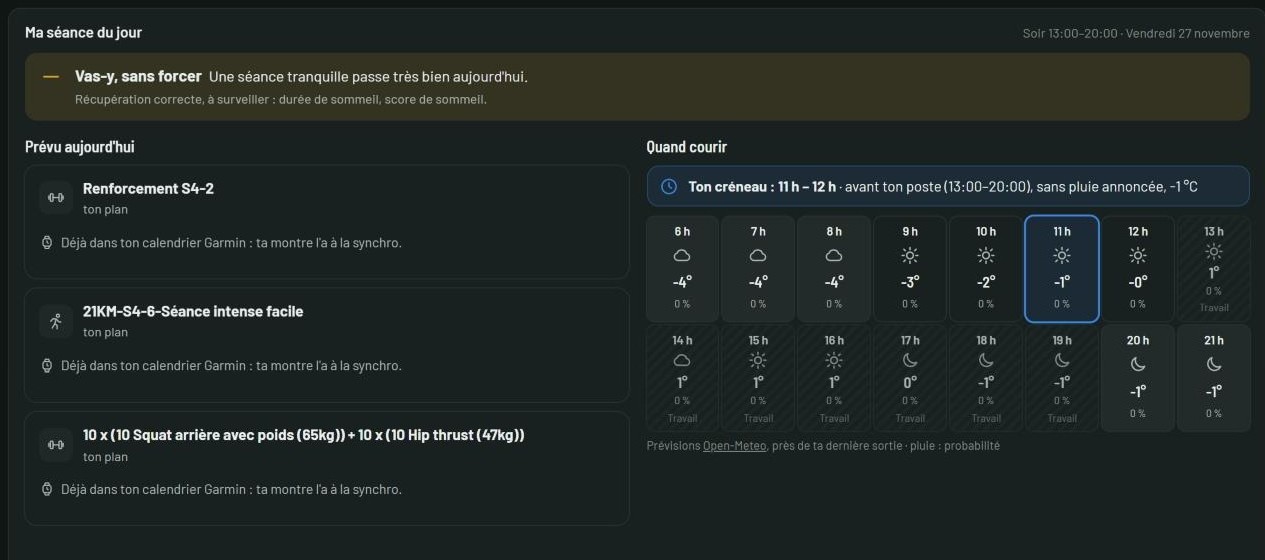 Ma séance du jour
Soir 13:00–20:00 · Vendredi 27 novembre
Vas-y, sans forcer Une séance tranquille passe très bien aujourd'hui.
Récupération correcte, à surveiller : durée de sommeil, score de sommeil.
Prévu aujourd'hui
Renforcement S4-2
ton plan
Déjà dans ton calendrier Garmin : ta montre l'a à la synchro.
21KM-S4-6-Séance intense facile
ton plan
Déjà dans ton calendrier Garmin : ta montre l'a à la synchro.
10 x (10 Squat arrière avec poids (65kg)) + 10 x (10 Hip thrust (47kg))
ton plan
Déjà dans ton calendrier Garmin : ta montre l'a à la synchro.
Quand courir
Ton créneau : 11 h – 12 h · avant ton poste (13:00–20:00), sans pluie annoncée, -1 °C
6 h 7 h 8 h 9 h 10 h 11 h 12 h 13 h
-4° -4° -4° -3° -2° -1° -0° 1°
0 % 0 % 0 % 0 % 0 % 0 % 0 % 0 %
Travail
14 h 15 h 16 h 17 h 18 h 19 h 20 h 21 h
1° 1° 1° 0° -1° -1° -1° -1°
0 % 0 % 0 % 0 % 0 % 0 % 0 % 0 %
Travail Travail Travail Travail Travail Travail
Prévisions Open-Meteo, près de ta dernière sortie · pluie : probabilité